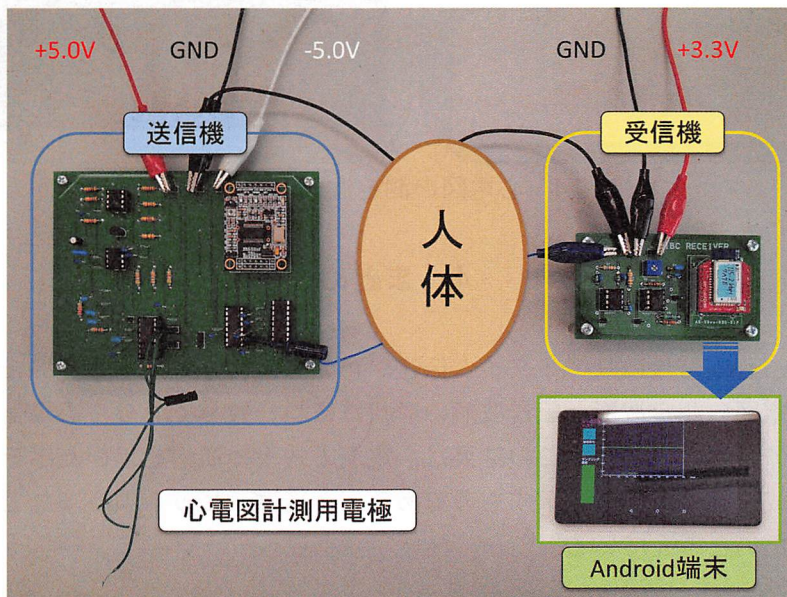 +5.0V
GND
-5.0V
GND
+3.3V
送信機
受信機
人
体
IBC RECEIVER
心電図計測用電極
Android端末